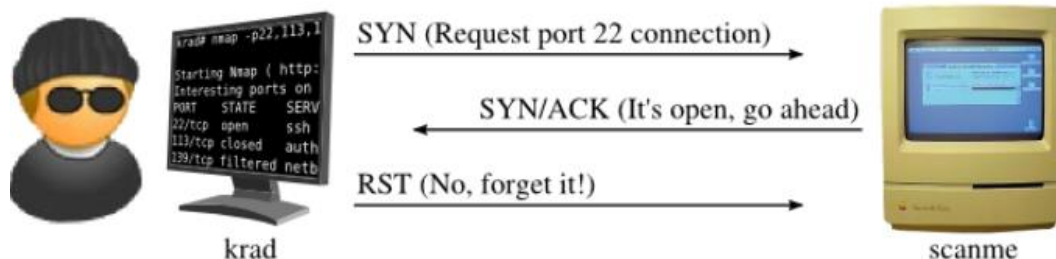 krad# nmap -p22,113,1
Starting Nmap ( http:
Interesting ports on
PORT STATE SERV
22/tcp open ssh
113/tcp closed auth
139/tcp filtered netb
SYN (Request port 22 connection)
SYN/ACK (It's open, go ahead)
RST (No, forget it!)
krad
scanme